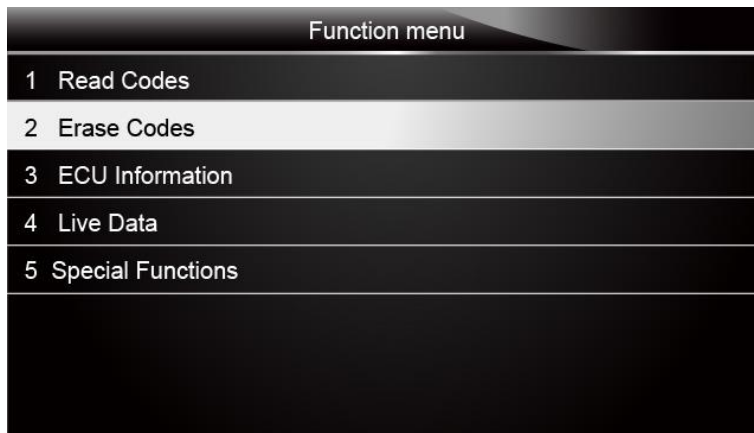 Function menu
1 Read Codes
2 Erase Codes
3 ECU Information
4 Live Data
5 Special Functions